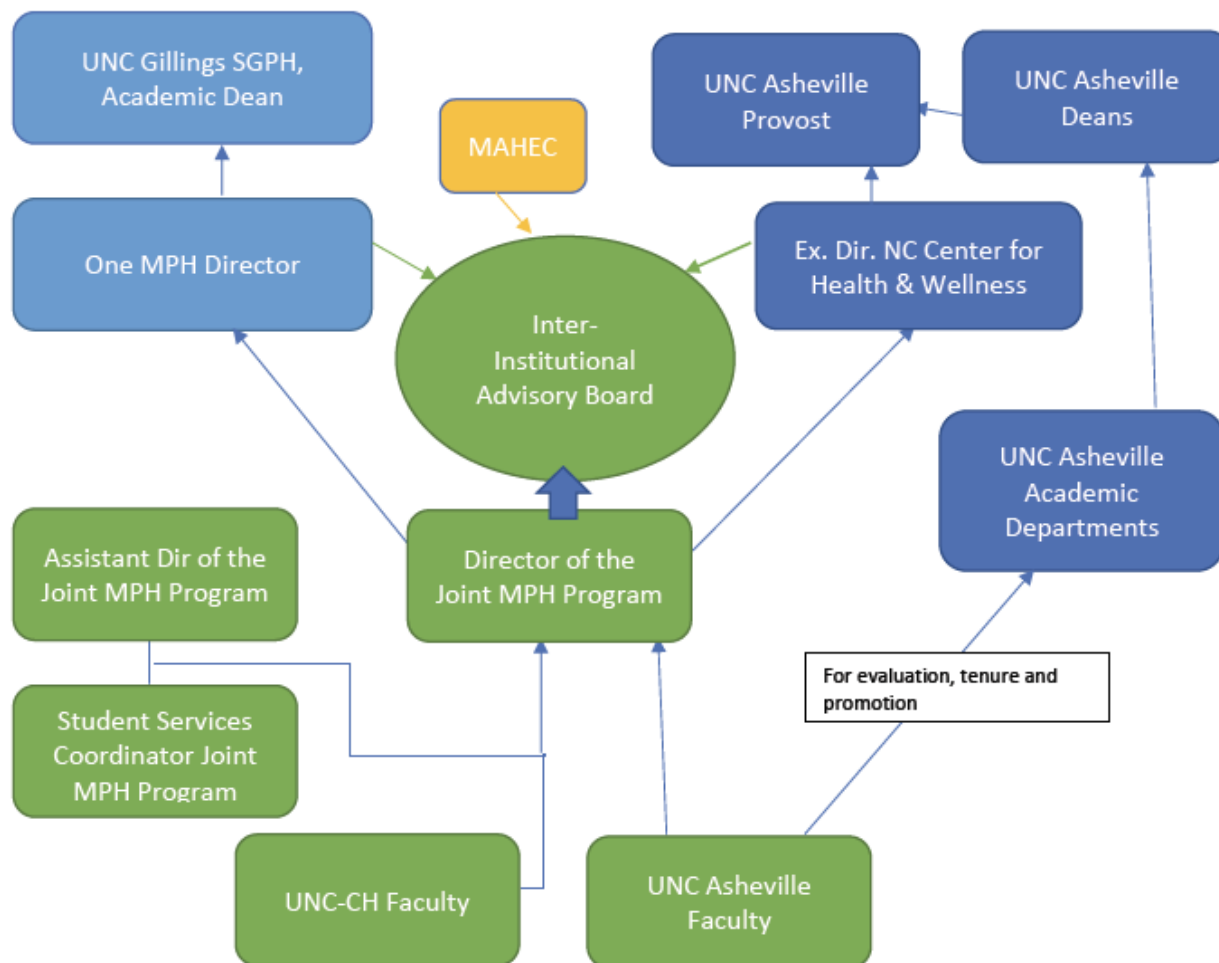 UNC Gillings SGPH,
Academic Dean
MAHEC
UNC Asheville
Provost
UNC Asheville
Deans
One MPH Director
Ex. Dir. NC Center for
Health & Wellness
Inter-
Institutional
Advisory Board
UNC Asheville
Academic
Departments
Assistant Dir of the
Joint MPH Program
Director of the
Joint MPH Program
For evaluation, tenure and
promotion
Student Services
Coordinator Joint
MPH Program
UNC-CH Faculty
UNC Asheville
Faculty